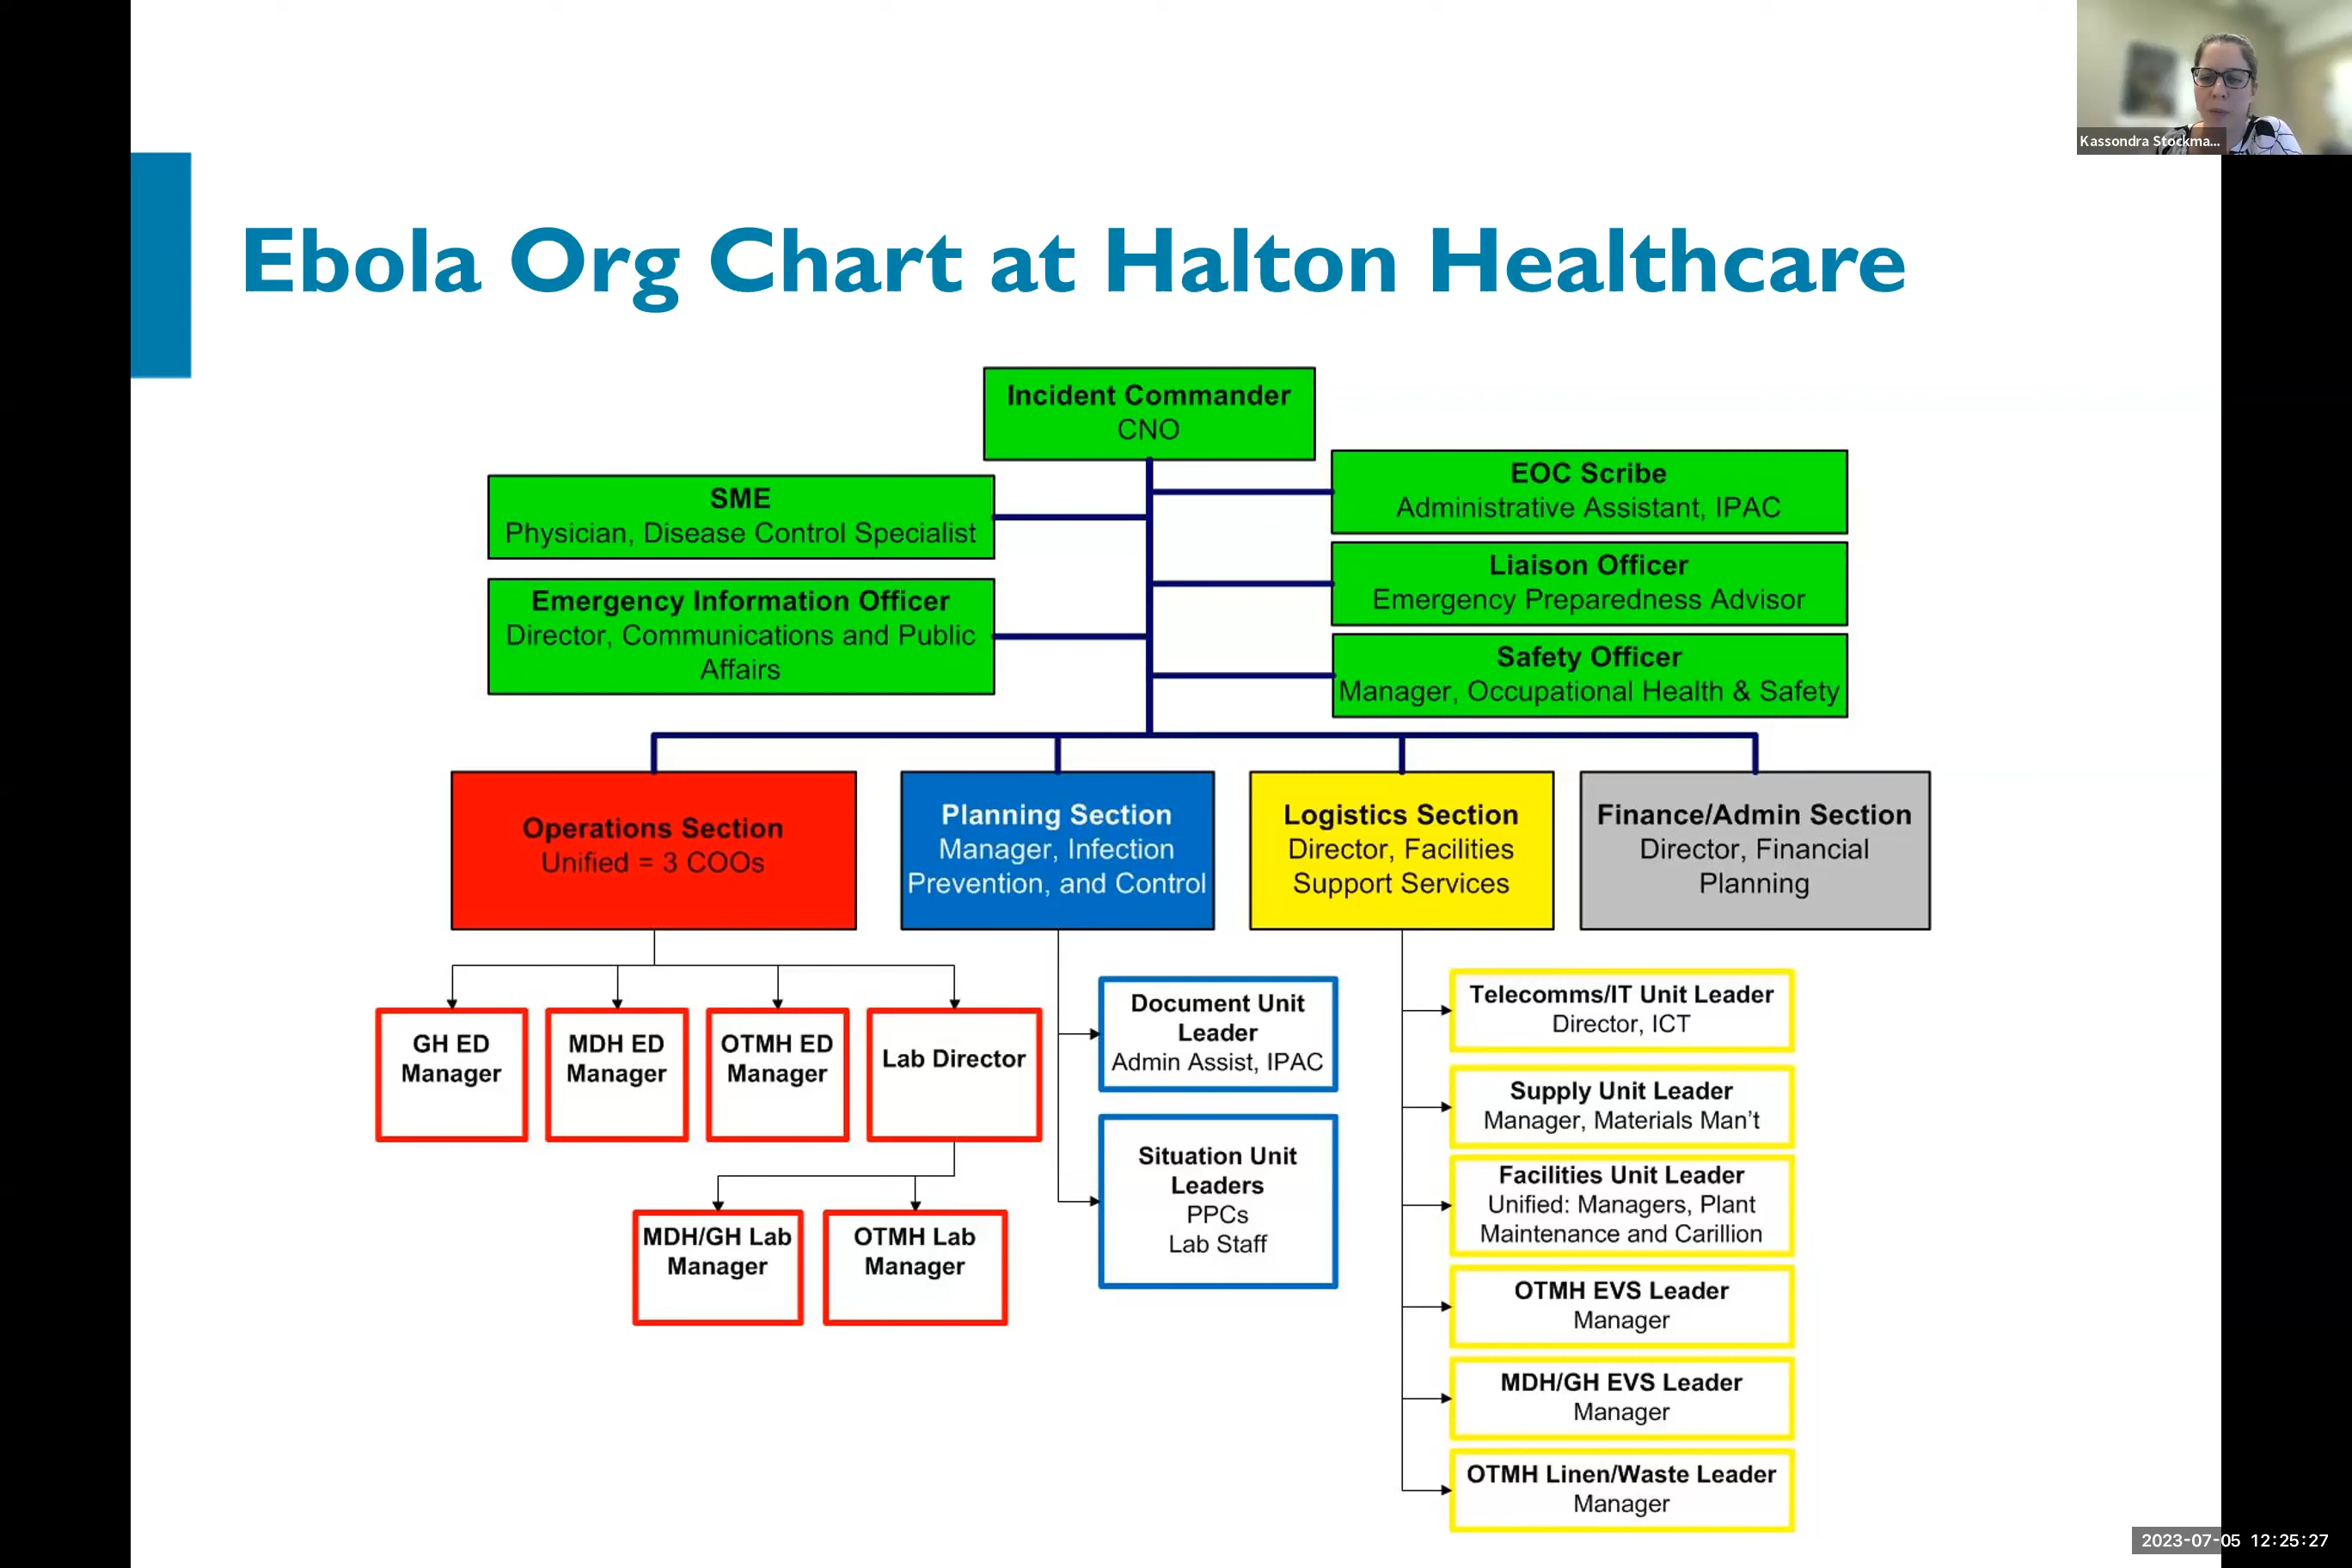 Kassondra Stockma...
Ebola Org Chart at Halton Healthcare
Incident Commander
CNO
SME
Physician, Disease Control Specialist
EOC Scribe
Administrative Assistant, IPAC
Emergency Information Officer
Director, Communications and Public
Affairs
Liaison Officer
Emergency Preparedness Advisor
Safety Officer
Manager, Occupational Health & Safety
Operations Section
Unified = 3 COOs
Planning Section
Manager, Infection
Prevention, and Control
Logistics Section
Director, Facilities
Support Services
Finance/Admin Section
Director, Financial
Planning
GH ED
Manager
MDH ED
Manager
OTMH ED
Manager
Lab Director
MDH/GH Lab
Manager
OTMH Lab
Manager
Document Unit
Leader
Admin Assist, IPAC
Situation Unit
Leaders
PPCs
Lab Staff
Telecomms/IT Unit Leader
Director, ICT
Supply Unit Leader
Manager, Materials Man’t
Facilities Unit Leader
Unified: Managers, Plant
Maintenance and Carillion
OTMH EVS Leader
Manager
MDH/GH EVS Leader
Manager
OTMH Linen/Waste Leader
Manager
2023-07-05 12:25:27